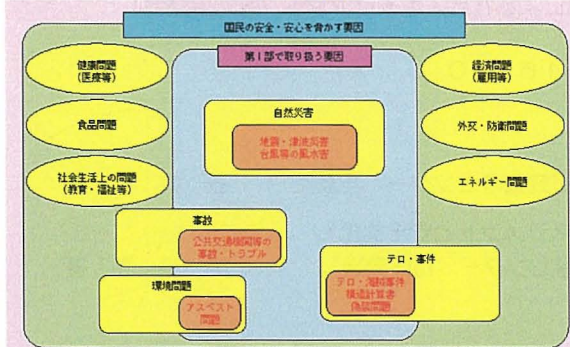 国民の安全・安心を脅かす要因
第Ⅰ部で取り扱う要因
健康問題
(医療等)
経済問題
(雇用等)
自然災害
地震・津波災害
台風等の風水害
食品問題
外交・防衛問題
社会生活上の問題
(教育・福祉等)
エネルギー問題
事故
公共交通機関等の
事故・トラブル
テロ・事件
テロ・海賊事件
構造計算書
偽装問題
環境問題
アスベスト
問題